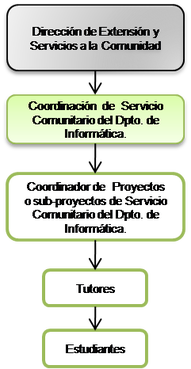 Dirección de Extensión y
Servicios a la Comunidad
Coordinación de Servicio
Comunitario del Dpto. de
Informática.
Coordinador de Proyectos
o sub-proyectos de Servicio
Comunitario del Dpto. de
Informática.
Tutores
Estudiantes